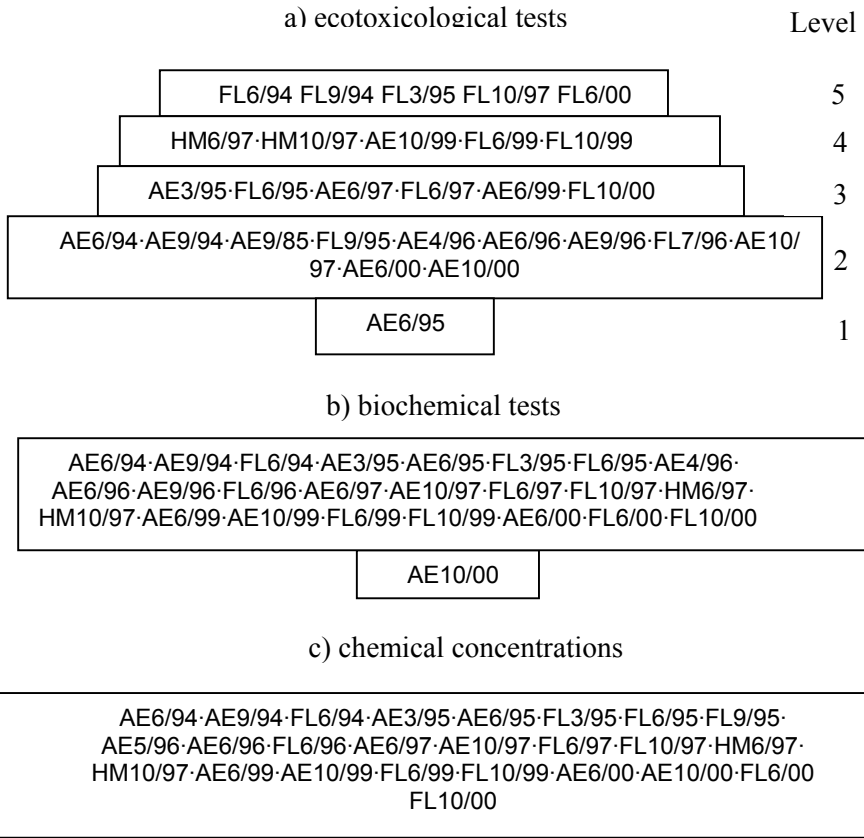 a) ecotoxicological tests Level
FL6/94 FL9/94 FL3/95 FL10/97 FL6/00 5
HM6/97·HM10/97·AE10/99·FL6/99·FL10/99 4
AE3/95·FL6/95·AE6/97·FL6/97·AE6/99·FL10/00 3
AE6/94·AE9/94·AE9/85·FL9/95·AE4/96·AE6/96·AE9/96·FL7/96·AE10/
97·AE6/00·AE10/00 2
AE6/95 1
b) biochemical tests
AE6/94·AE9/94·FL6/94·AE3/95·AE6/95·FL3/95·FL6/95·AE4/96·
AE6/96·AE9/96·FL6/96·AE6/97·AE10/97·FL6/97·FL10/97·HM6/97·
HM10/97·AE6/99·AE10/99·FL6/99·FL10/99·AE6/00·FL6/00·FL10/00
AE10/00
c) chemical concentrations
AE6/94·AE9/94·FL6/94·AE3/95·AE6/95·FL3/95·FL6/95·FL9/95·
AE5/96·AE6/96·FL6/96·AE6/97·AE10/97·FL6/97·FL10/97·HM6/97·
HM10/97·AE6/99·AE10/99·FL6/99·FL10/99·AE6/00·AE10/00·FL6/00
FL10/00